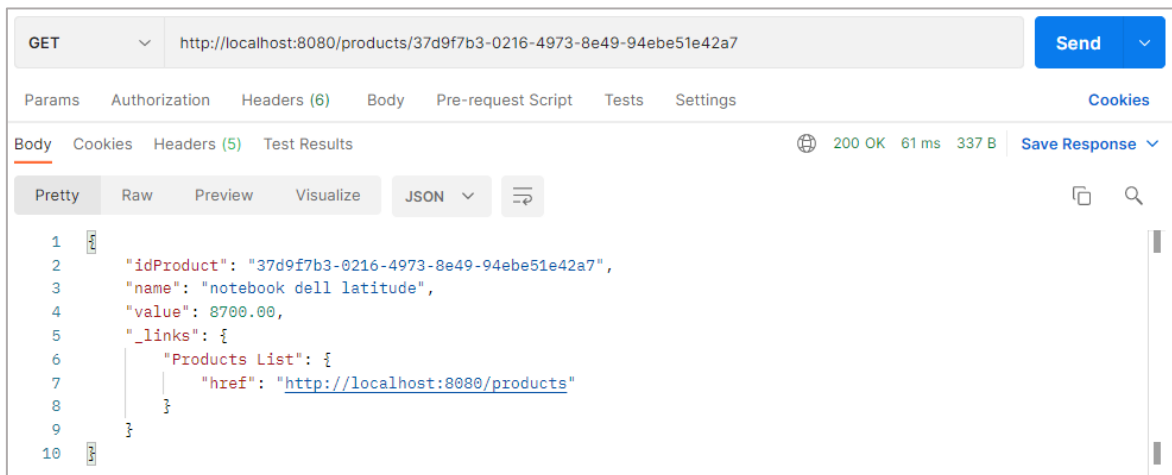 GET http://localhost:8080/products/37d9f7b3-0216-4973-8e49-94ebe51e42a7 Send
Params Authorization Headers (6) Body Pre-request Script Tests Settings Cookies
Body Cookies Headers (5) Test Results 200 OK 61 ms 337 B Save Response
Pretty Raw Preview Visualize JSON
1 {
2 "idProduct": "37d9f7b3-0216-4973-8e49-94ebe51e42a7",
3 "name": "notebook dell latitude",
4 "value": 8700.00,
5 "_links": {
6 "Products List": {
7 "href": "http://localhost:8080/products"
8 }
9 }
10 }